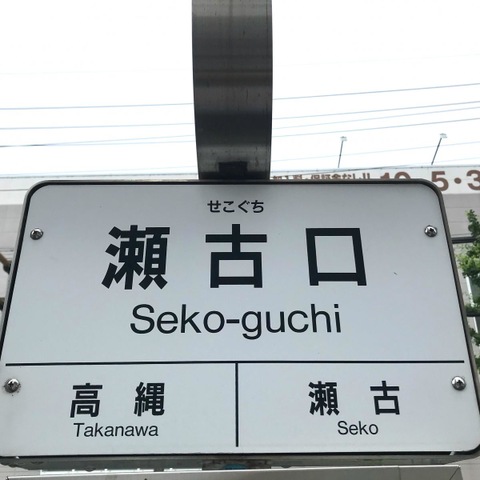 せこぐち
瀬古口
Seko-guchi
高縄
Takanawa
瀬古
Seko